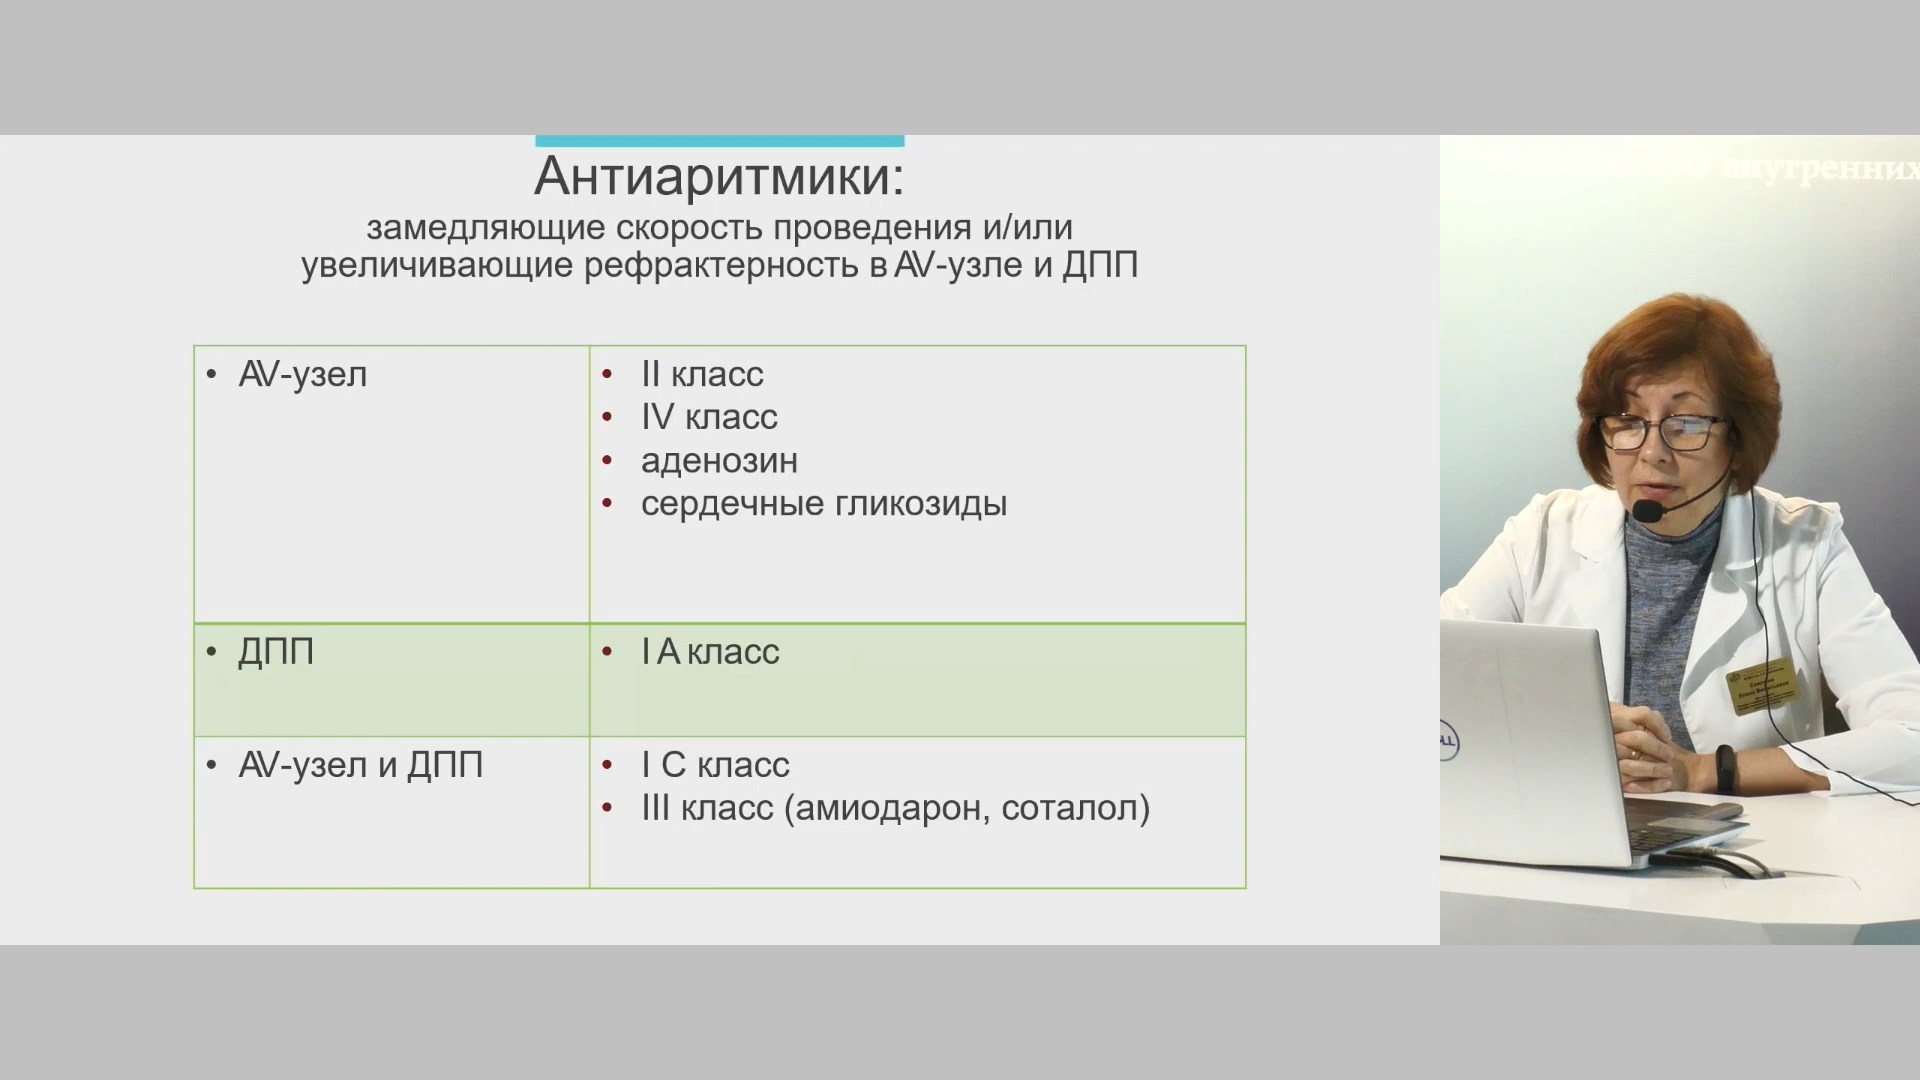 Антиаритмики:
замедляющие скорость проведения и/или
увеличивающие рефрактерность в AV-узле и ДПП
• AV-узел
• II класс
• IV класс
• аденозин
• сердечные гликозиды
• ДПП
• I A класс
• AV-узел и ДПП
• I C класс
• III класс (амиодарон, соталол)
внутренних